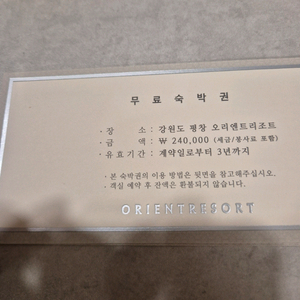 무료숙박권
· 장 소 : 강원도 평창 오리엔트리조트
· 금 액 : ₩ 240,000 (세금/봉사료 포함)
· 유효기간 : 계약일로부터 3년까지
· 본 숙박권의 이용 방법은 뒷면을 참고해주십시오.
· 객실 예약 후 잔액은 환불되지 않습니다.
ORIENTRESORT